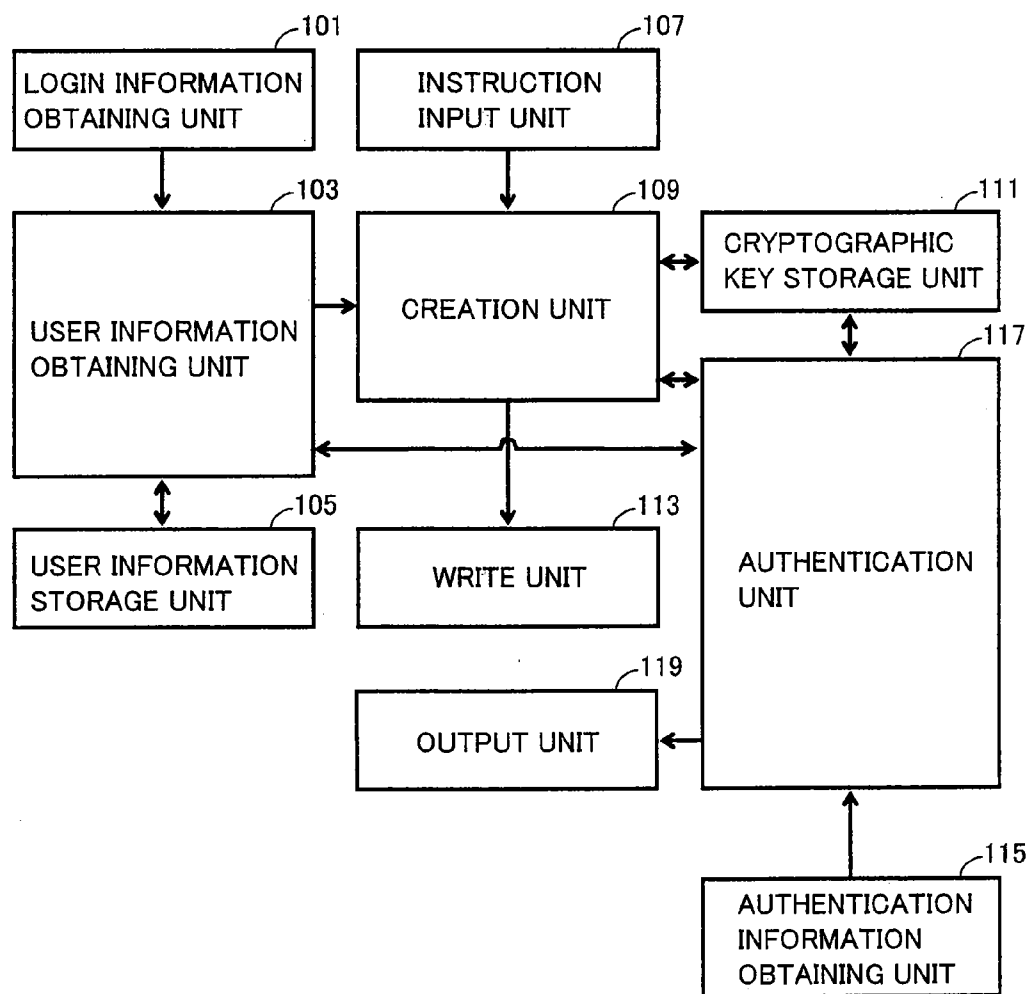 101
LOGIN INFORMATION
OBTAINING UNIT
107
INSTRUCTION
INPUT UNIT
103
USER INFORMATION
OBTAINING UNIT
109
CREATION UNIT
111
CRYPTOGRAPHIC
KEY STORAGE UNIT
117
AUTHENTICATION
UNIT
105
USER INFORMATION
STORAGE UNIT
113
WRITE UNIT
119
OUTPUT UNIT
115
AUTHENTICATION
INFORMATION
OBTAINING UNIT